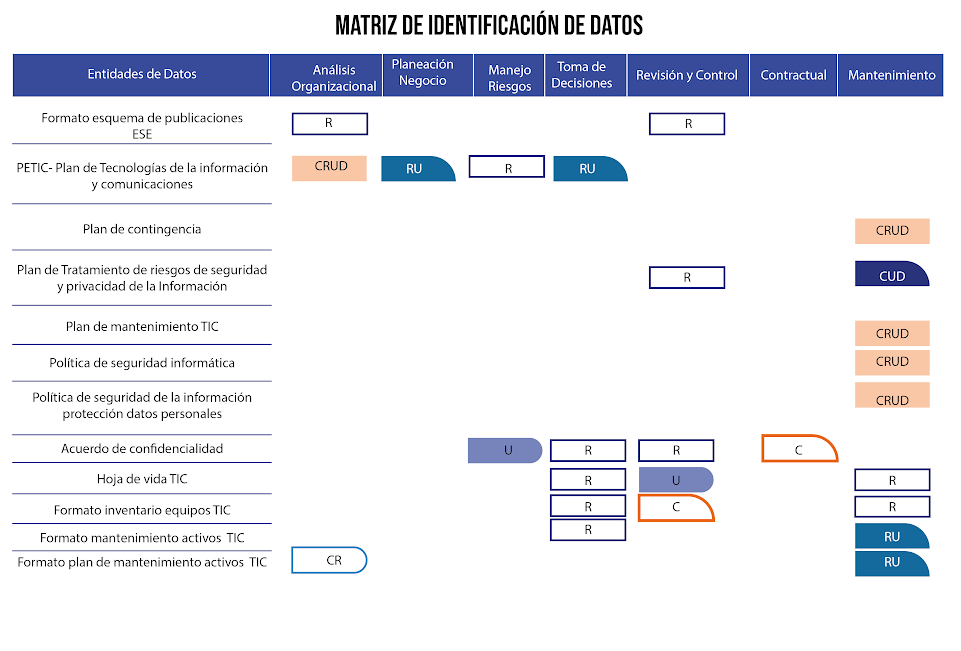 MATRIZ DE IDENTIFICACIÓN DE DATOS
Entidades de Datos
Análisis
Organizacional
Planeación
Negocio
Manejo
Riesgos
Toma de
Decisiones
Revisión y Control
Contractual
Mantenimiento
Formato esquema de publicaciones
ESE
R
R
PETIC- Plan de Tecnologías de la información
y comunicaciones
CRUD
RU
R
RU
Plan de contingencia
CRUD
Plan de Tratamiento de riesgos de seguridad
y privacidad de la Información
R
CUD
Plan de mantenimiento TIC
CRUD
Política de seguridad informática
CRUD
Política de seguridad de la información
protección datos personales
CRUD
Acuerdo de confidencialidad
U
R
R
C
Hoja de vida TIC
R
U
R
Formato inventario equipos TIC
R
C
R
Formato mantenimiento activos TIC
R
RU
Formato plan de mantenimiento activos TIC
CR
RU